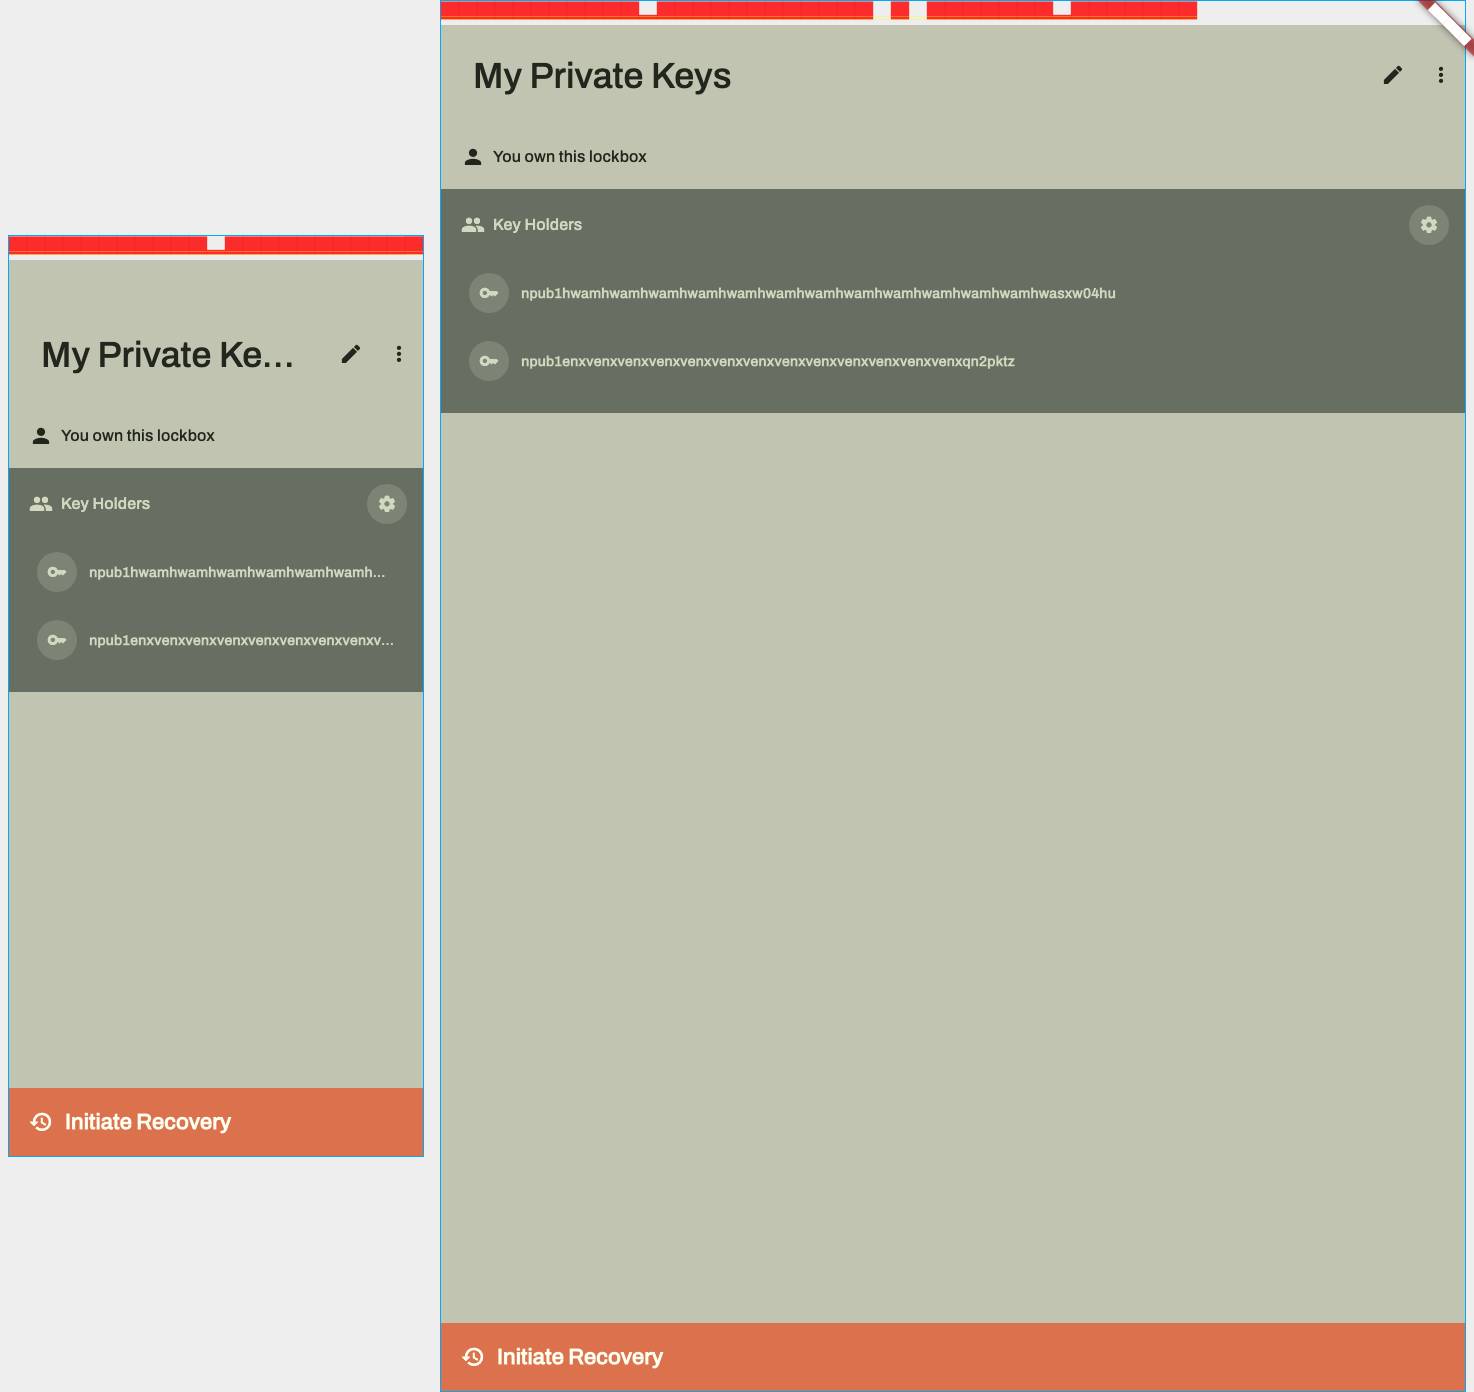 My Private Ke...
You own this lockbox
Key Holders
npub1hwamhwamhwamhwamhwamhwamh...
npub1enxvenxvenxvenxvenxvenxvenxvenxv...
Initiate Recovery
My Private Keys
You own this lockbox
Key Holders
npub1hwamhwamhwamhwamhwamhwamhwamhwamhwamhwamhwamhwamhwasxw04hu
npub1enxvenxvenxvenxvenxvenxvenxvenxvenxvenxvenxvenxvenxvenxqn2pktz
Initiate Recovery